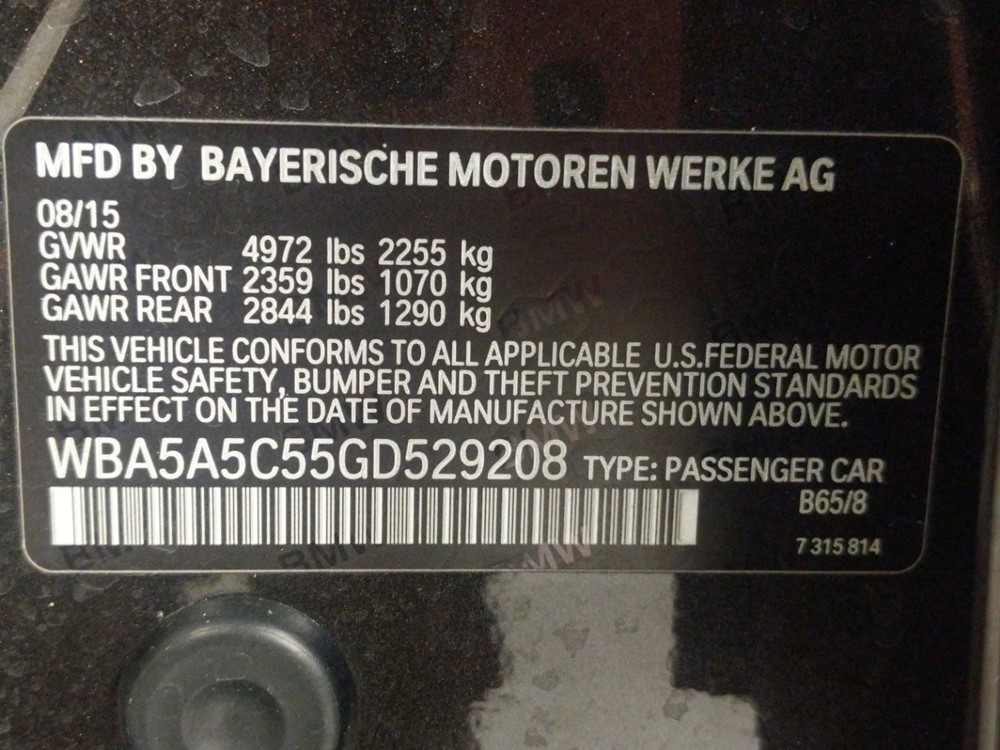 MFD BY BAYERISCHE MOTOREN WERKE AG
08/15
GVWR 4972 lbs 2255 kg
GAWR FRONT 2359 lbs 1070 kg
GAWR REAR 2844 lbs 1290 kg
THIS VEHICLE CONFORMS TO ALL APPLICABLE U.S.FEDERAL MOTOR
VEHICLE SAFETY, BUMPER AND THEFT PREVENTION STANDARDS
IN EFFECT ON THE DATE OF MANUFACTURE SHOWN ABOVE.
WBA5A5C55GD529208 TYPE: PASSENGER CAR
B65/8
7 315 814
BMW
BMW
BMW